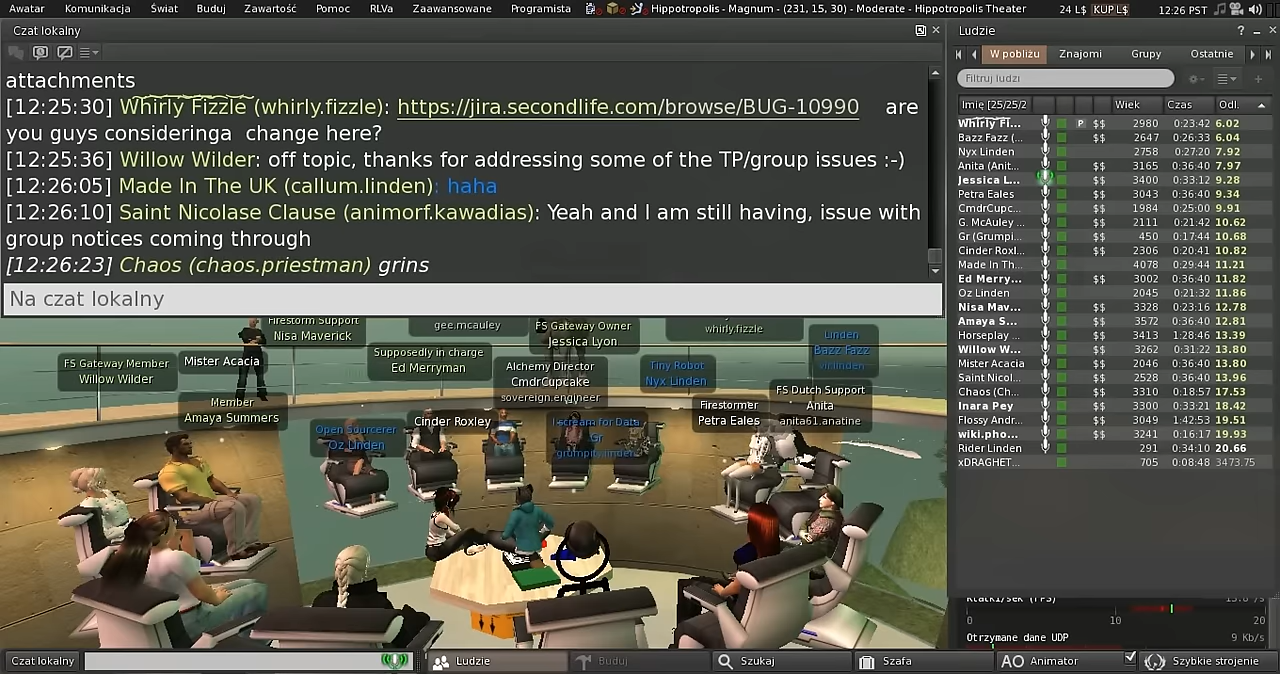 Awatar Komunikacja Świat Buduj Zawartość Pomoc RLVa Zaawansowane Programista Hippotropolis - Magnum - (231, 15, 30) - Moderate - Hippotropolis Theater 24 L$ KUP L$ 12:26 PST
Czat lokalny
attachments
[12:25:30] Whirly Fizzle (whirly.fizzle): https://jira.secondlife.com/browse/BUG-10990 are
you guys consideringa change here?
[12:25:36] Willow Wilder: off topic, thanks for addressing some of the TP/group issues :-)
[12:26:05] Made In The UK (callum.linden): haha
[12:26:10] Saint Nicolase Clause (animorf.kawadias): Yeah and I am still having, issue with
group notices coming through
[12:26:23] Chaos (chaos.priestman) grins
Na czat lokalny
Ludzie
W pobliżu Znajomi Grupy Ostatnie
Filtruj ludzi
Imię [25/25/2 Wiek Czas Odl.
Whirly Fi... P $$ 2980 0:23:42 6.02
Bazz Fazz (... $$ 2647 0:26:33 6.04
Nyx Linden 2758 0:27:20 7.92
Anita (Anit... $$ 3165 0:36:40 7.97
Jessica L... $$ 3400 0:33:12 9.28
Petra Eales $$ 3043 0:36:40 9.34
CmdrCupc... $$ 1984 0:25:00 9.91
G. McAuley ... $$ 2111 0:21:42 10.62
Gr (Grumpi... $$ 450 0:17:44 10.68
Cinder Roxl... $$ 2306 0:20:41 10.82
Made In Th... 4078 0:29:44 11.21
Ed Merry... $$ 3002 0:36:40 11.82
Oz Linden 2045 0:21:32 11.86
Nisa Mav... $$ 3328 0:23:16 12.78
Amaya S... $$ 3572 0:36:40 12.81
Horseplay ... $$ 3413 1:28:46 13.39
Willow W... $$ 3262 0:31:22 13.80
Mister Acacia $$ 2046 0:36:40 13.80
Saint Nicol... $$ 2528 0:36:40 13.96
Chaos (Ch... $$ 3310 0:18:57 17.53
Inara Pey $$ 3300 0:33:21 18.42
Flossy Andr... $$ 3049 1:42:53 19.51
wiki.pho... $$ 3241 0:16:17 19.93
Rider Linden 291 0:34:10 20.66
xDRAGHET... 705 0:08:48 3473.75
Firestorm Support
Nisa Maverick
gee.mcauley
FS Gateway Owner
Jessica Lyon
whirly.fizzle
Linden
Bazz Fazz
FS Gateway Member
Willow Wilder
Mister Acacia
Supposedly in charge
Ed Merryman
Alchemy Director
CmdrCupcake
sovereign.engineer
Tiny Robot
Nyx Linden
FS Dutch Support
Anita
anita61.anatine
Member
Amaya Summers
Open Sourcerer
Oz Linden
Cinder Roxley
I scream for Data
Gr
grumpity.linden
Firestormer
Petra Eales
Klatki/sek (FPS)
0 10 20
Otrzymane dane UDP 9 Kb/s
Czat lokalny Ludzie Buduj Szukaj Szafa AO Animator Szybkie strojenie